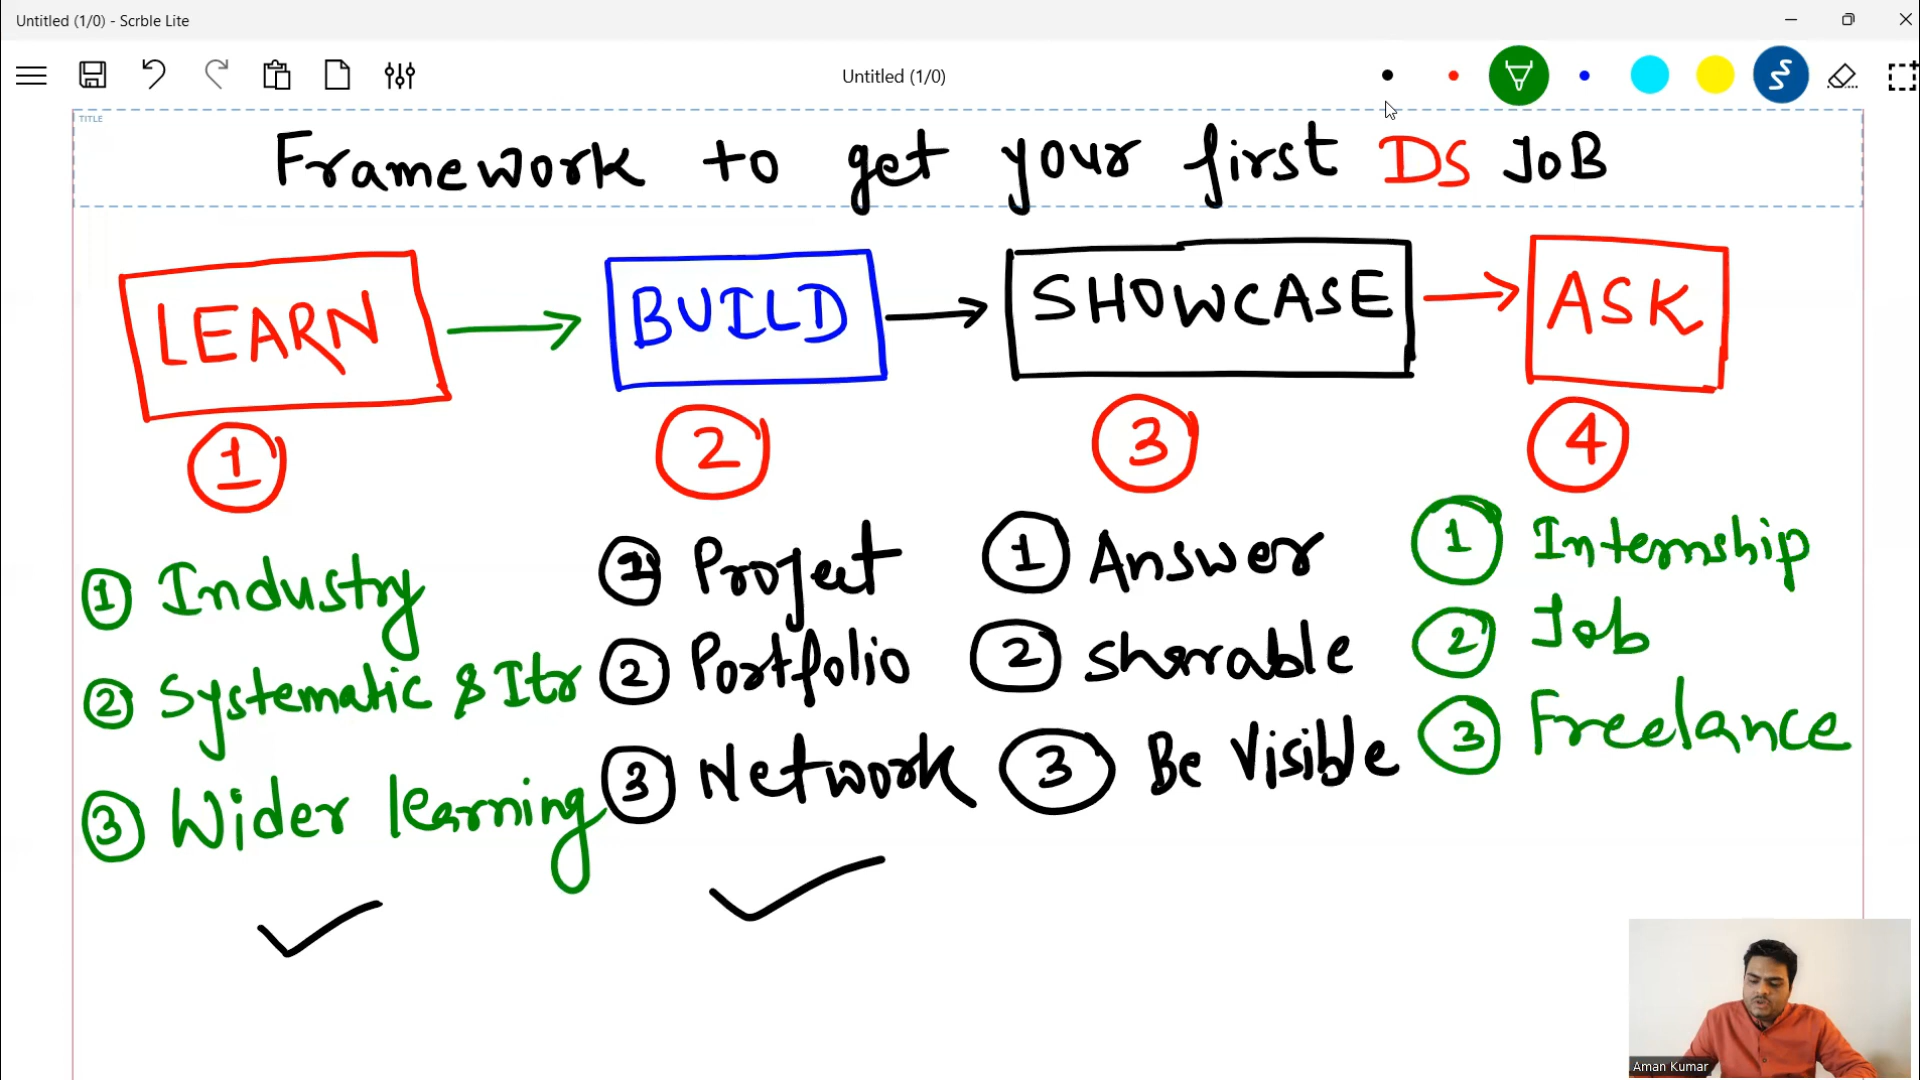 Untitled (1/0) - Scrble Lite
Untitled (1/0)
TITLE
Framework to get your first DS JOB
LEARN → BUILD → SHOWCASE → ASK
1 2 3 4
1 Industry
2 Systematic & Itr
3 Wider learning
1 Project
2 Portfolio
3 Network
1 Answer
2 Sharable
3 Be Visible
1 Internship
2 Job
3 Freelance
Aman Kumar